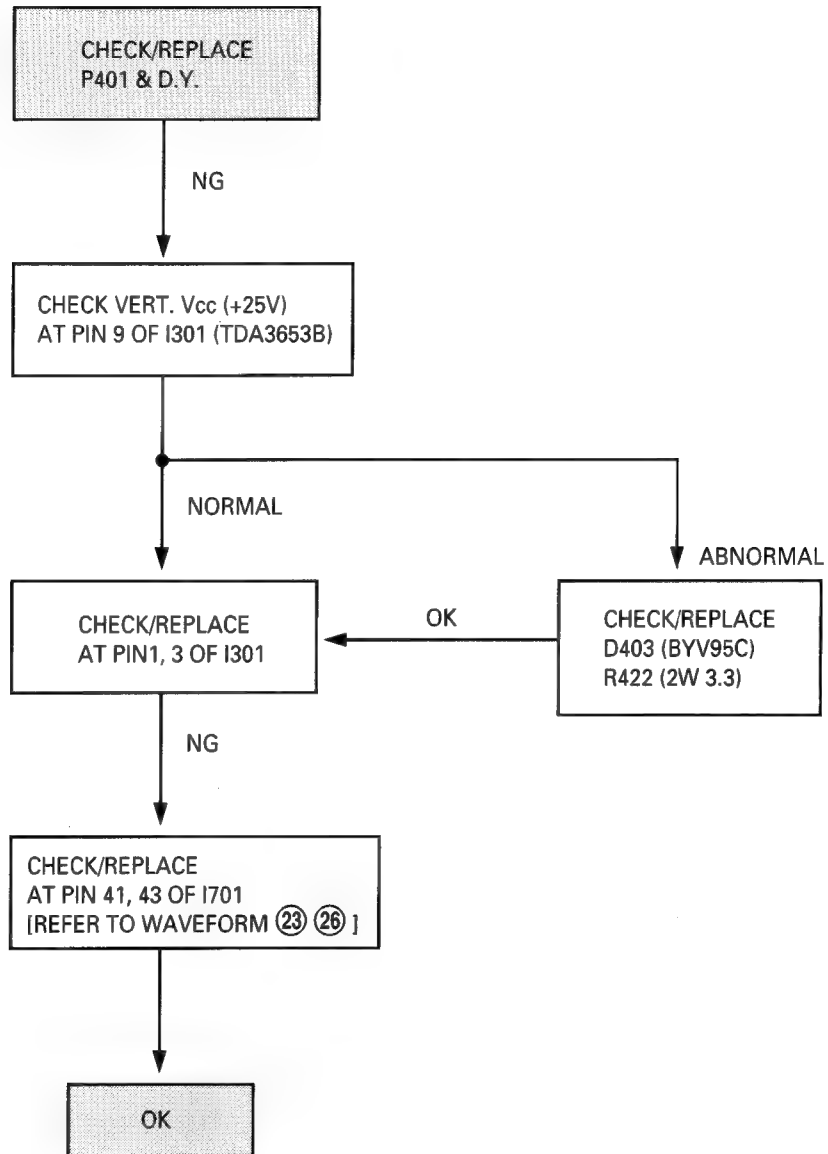 CHECK/REPLACE
P401 & D.Y.
NG
CHECK VERT. Vcc (+25V)
AT PIN 9 OF I301 (TDA3653B)
NORMAL
ABNORMAL
CHECK/REPLACE
AT PIN1, 3 OF I301
OK
CHECK/REPLACE
D403 (BYV95C)
R422 (2W 3.3)
NG
CHECK/REPLACE
AT PIN 41, 43 OF I701
[REFER TO WAVEFORM 23 26 ]
OK